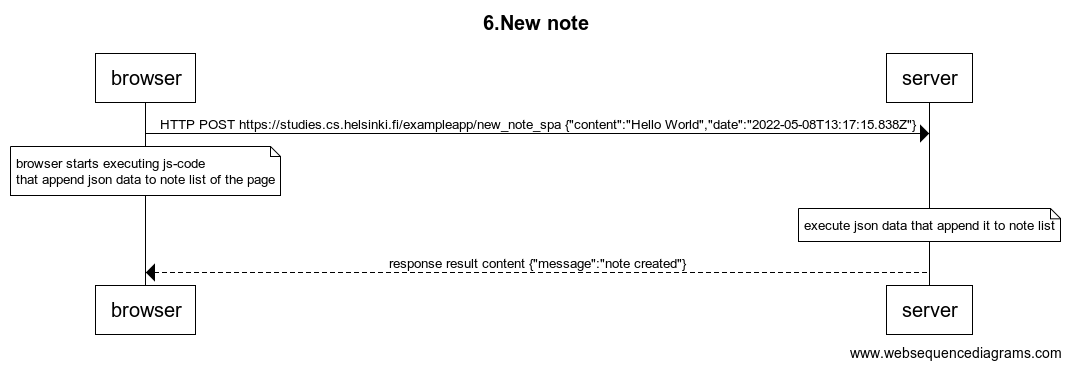 6.New note
browser
server
HTTP POST https://studies.cs.helsinki.fi/exampleapp/new_note_spa {"content":"Hello World","date":"2022-05-08T13:17:15.838Z"}
browser starts executing js-code
that append json data to note list of the page
execute json data that append it to note list
response result content {"message":"note created"}
browser
server
www.websequencediagrams.com